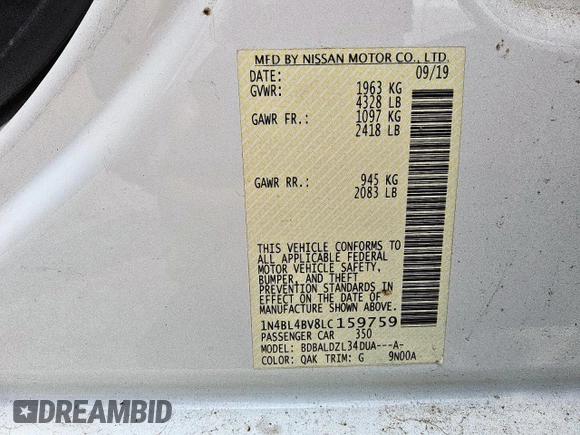 MFD BY NISSAN MOTOR CO., LTD.
DATE: 09/19
GVWR: 1963 KG
4328 LB
GAWR FR.: 1097 KG
2418 LB
GAWR RR.: 945 KG
2083 LB
THIS VEHICLE CONFORMS TO
ALL APPLICABLE FEDERAL
MOTOR VEHICLE SAFETY,
BUMPER, AND THEFT
PREVENTION STANDARDS
IN EFFECT ON THE DATE OF
MANUFACTURE SHOWN ABOVE.
1N4BL4BV8LC159759
PASSENGER CAR 350
MODEL: BDBALDZL34DUA---A-
COLOR: QAK TRIM: G 9N00A
DREAMBID